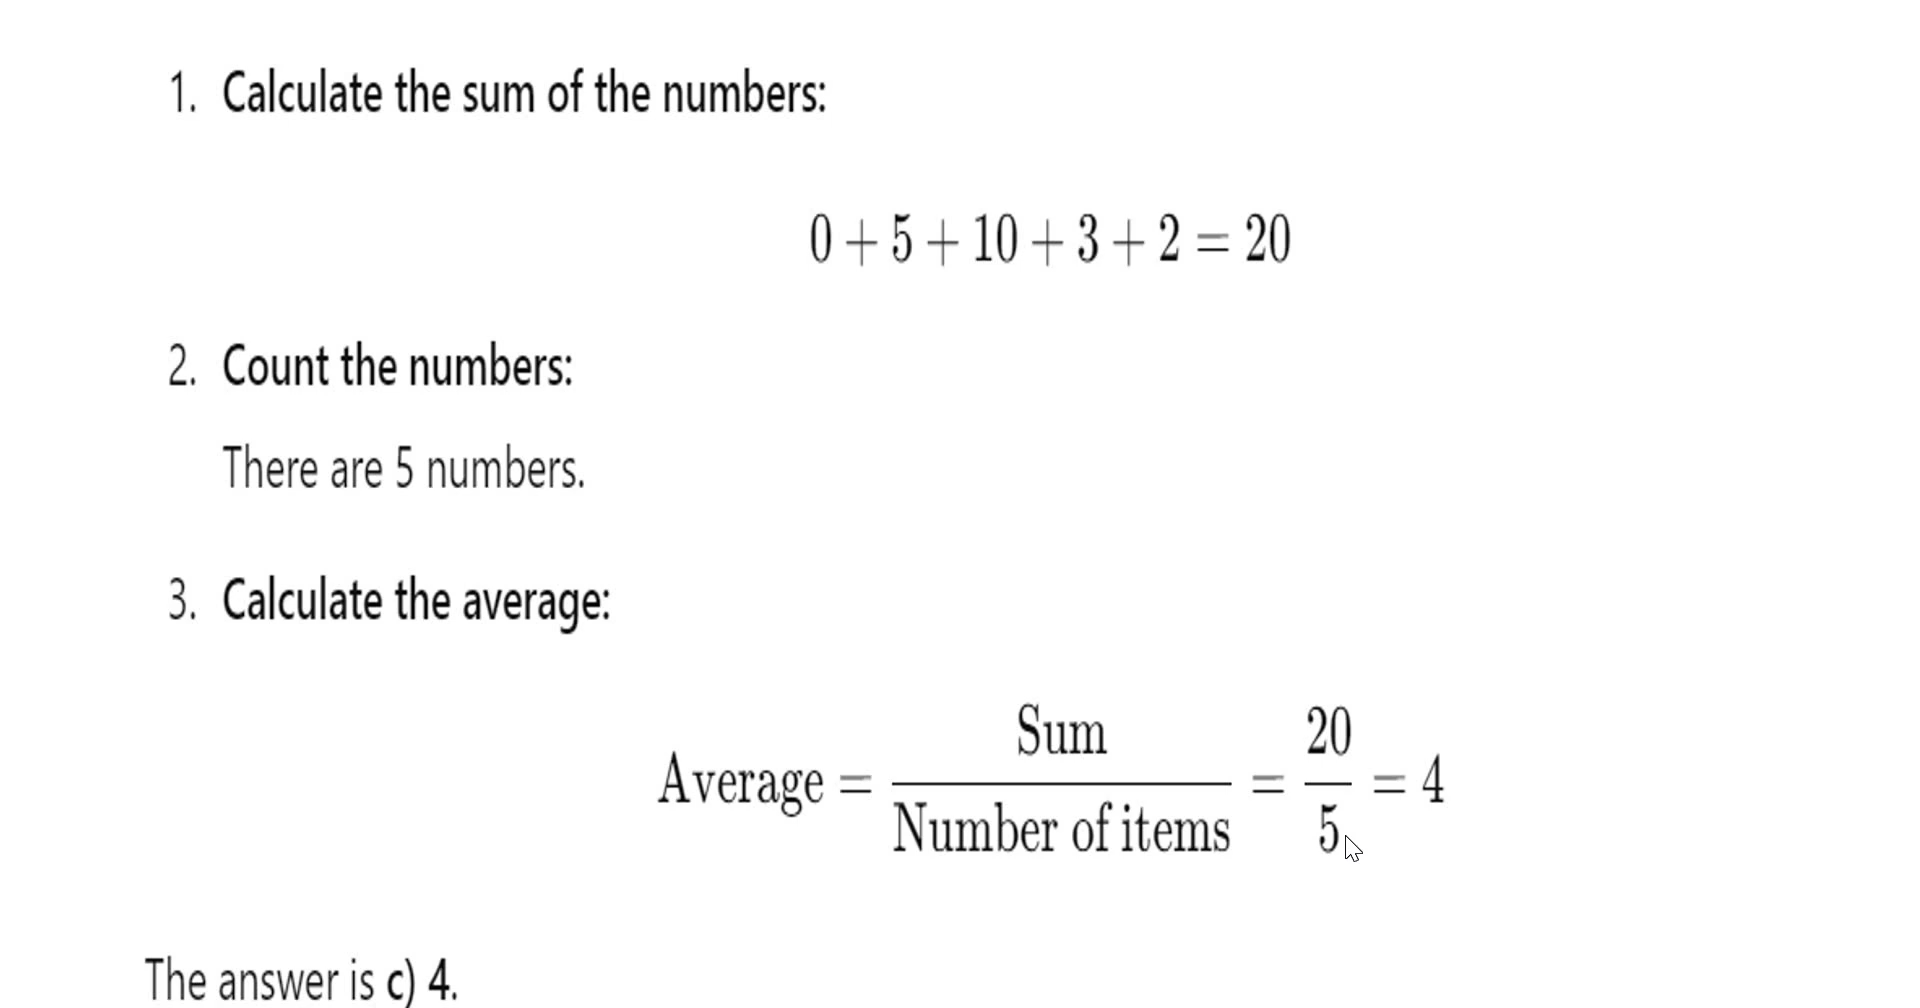 1. Calculate the sum of the numbers:
0 + 5 + 10 + 3 + 2 = 20
2. Count the numbers:
There are 5 numbers.
3. Calculate the average:
Average = Sum / Number of items = 20 / 5 = 4
The answer is c) 4.